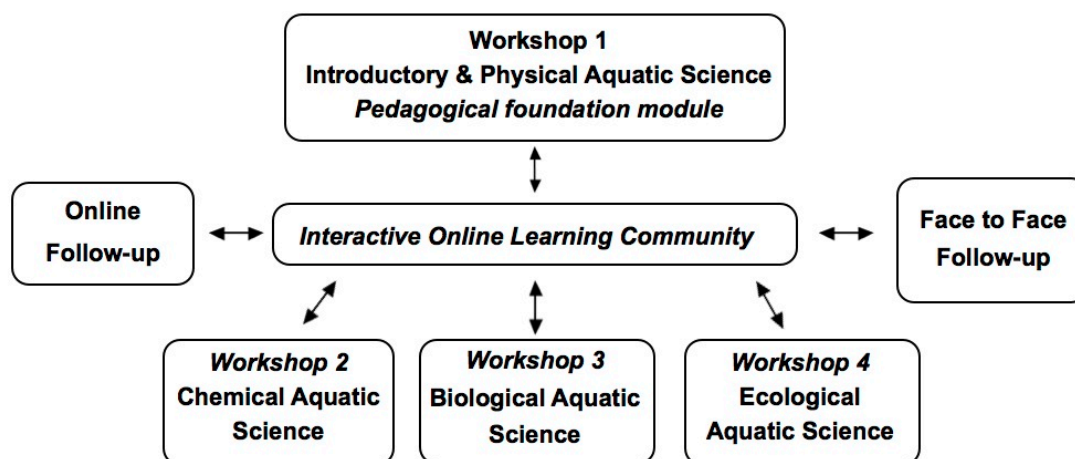 Workshop 1
Introductory & Physical Aquatic Science
Pedagogical foundation module
Online
Follow-up
Interactive Online Learning Community
Face to Face
Follow-up
Workshop 2
Chemical Aquatic
Science
Workshop 3
Biological Aquatic
Science
Workshop 4
Ecological
Aquatic Science